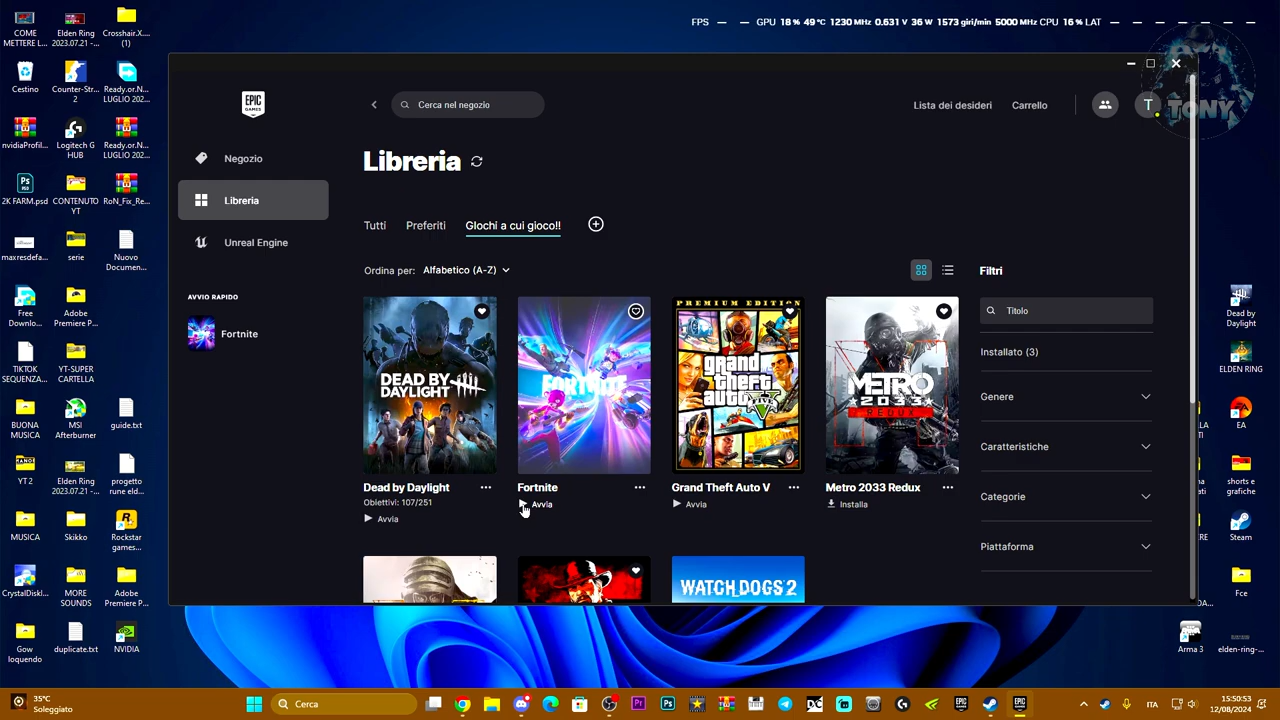 FPS — — GPU 18 % 49 °C 1230 MHz 0.631 V 36 W 1573 giri/min 5000 MHz CPU 16 % LAT — — — — — — —
COME METTERE L...
Elden Ring 2023.07.21 -...
Crosshair.X.... (1)
Cestino
Counter-Str... 2
Ready.or.N... LUGLIO 202...
nvidiaProfil...
Logitech G HUB
Ready.or.N... LUGLIO 202...
2K FARM.psd
CONTENUTO YT
RoN_Fix_Re...
maxresdefa...
serie
Nuovo Documen...
Free Downlo...
Adobe Premiere P...
TIKTOK SEQUENZA...
YT-SUPER CARTELLA
BUONA MUSICA
MSI Afterburner
guide.txt
YT 2
Elden Ring 2023.07.21 -...
progetto rune eld...
MUSICA
Skikko
Rockstar games...
CrystalDiskI...
MORE SOUNDS
Adobe Premiere P...
Gow loquendo
duplicate.txt
NVIDIA
EPIC GAMES
Cerca nel negozio
Lista dei desideri
Carrello
T
TONY
Negozio
Libreria
Unreal Engine
AVVIO RAPIDO
Fortnite
Libreria
Tutti
Preferiti
Giochi a cui gioco!!
Ordina per: Alfabetico (A-Z)
DEAD BY DAYLIGHT
FORTNITE
PREMIUM EDITION
grand theft auto V
METRO 2033 REDUX
Dead by Daylight
Obiettivi: 107/251
Avvia
Fortnite
Avvia
Grand Theft Auto V
Avvia
Metro 2033 Redux
Installa
WATCH DOGS 2
Filtri
Titolo
Installato (3)
Genere
Caratteristiche
Categorie
Piattaforma
Dead by Daylight
ELDEN RING
EA
shorts e grafiche
Steam
Fce
Arma 3
elden-ring-...
35°C
Soleggiato
Cerca
ITA
15:50:53
12/08/2024